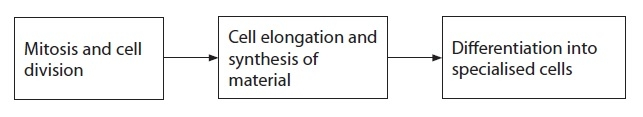 Mitosis and cell
division
Cell elongation and
synthesis of
material
Differentiation into
specialised cells